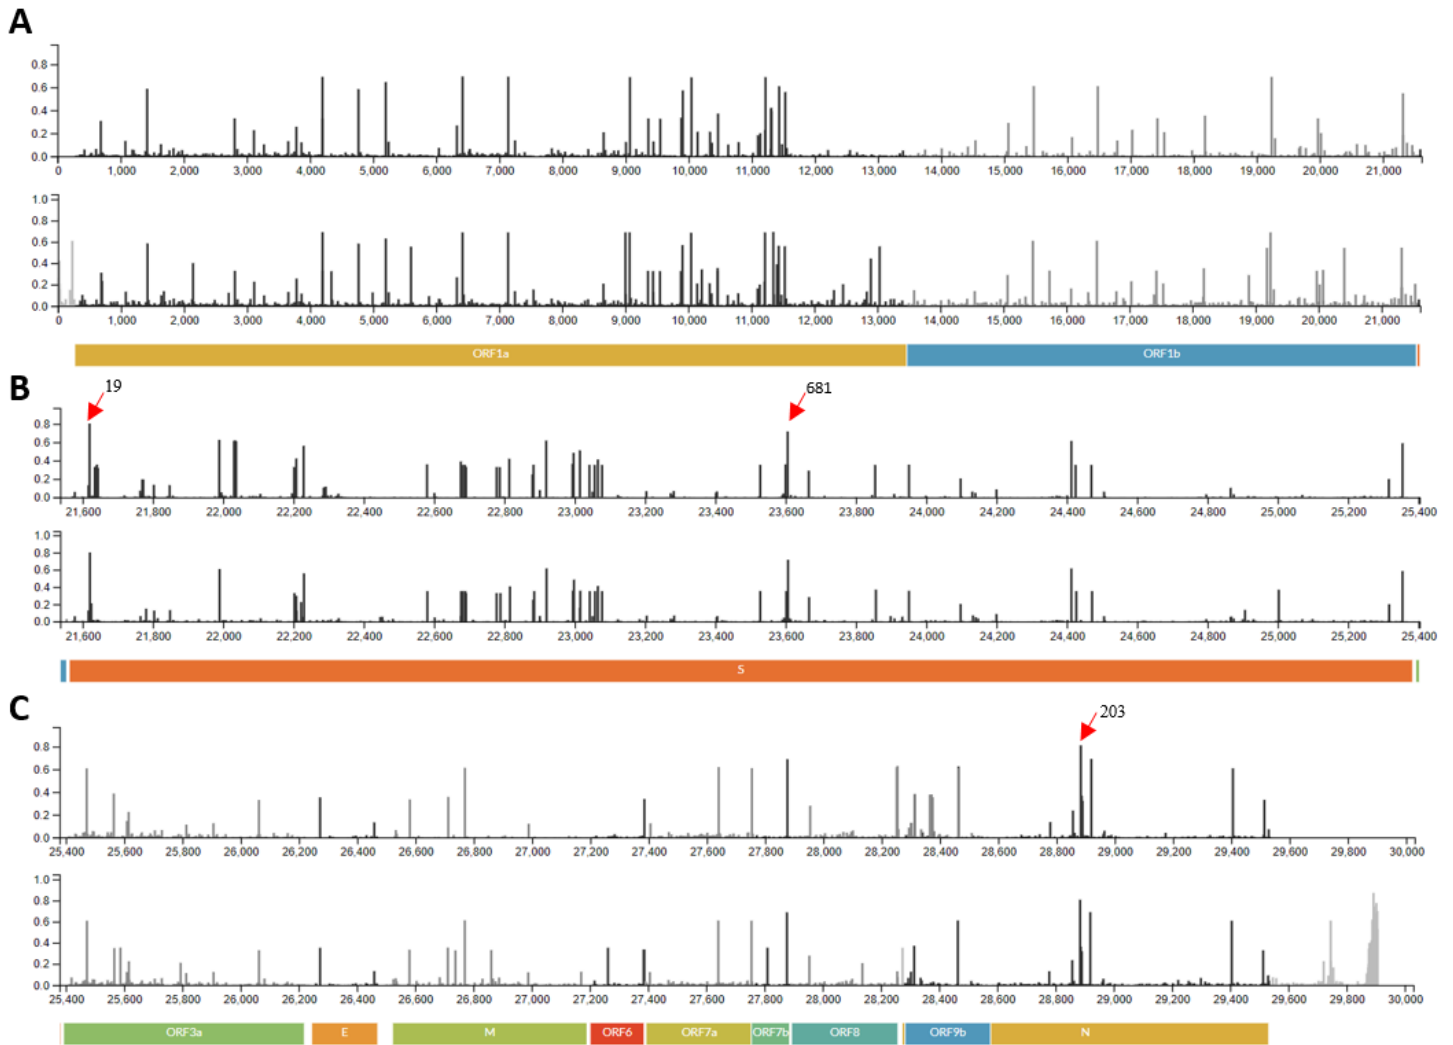 A
0.8
0.6
0.4
0.2
0.0
0 1,000 2,000 3,000 4,000 5,000 6,000 7,000 8,000 9,000 10,000 11,000 12,000 13,000 14,000 15,000 16,000 17,000 18,000 19,000 20,000 21,000
1.0
0.8
0.6
0.4
0.2
0.0
0 1,000 2,000 3,000 4,000 5,000 6,000 7,000 8,000 9,000 10,000 11,000 12,000 13,000 14,000 15,000 16,000 17,000 18,000 19,000 20,000 21,000
ORF1a ORF1b
B
19 681
0.8
0.6
0.4
0.2
0.0
21,600 21,800 22,000 22,200 22,400 22,600 22,800 23,000 23,200 23,400 23,600 23,800 24,000 24,200 24,400 24,600 24,800 25,000 25,200 25,400
1.0
0.8
0.6
0.4
0.2
0.0
21,600 21,800 22,000 22,200 22,400 22,600 22,800 23,000 23,200 23,400 23,600 23,800 24,000 24,200 24,400 24,600 24,800 25,000 25,200 25,400
S
C
203
0.8
0.6
0.4
0.2
0.0
25,400 25,600 25,800 26,000 26,200 26,400 26,600 26,800 27,000 27,200 27,400 27,600 27,800 28,000 28,200 28,400 28,600 28,800 29,000 29,200 29,400 29,600 29,800 30,000
1.0
0.8
0.6
0.4
0.2
0.0
25,400 25,600 25,800 26,000 26,200 26,400 26,600 26,800 27,000 27,200 27,400 27,600 27,800 28,000 28,200 28,400 28,600 28,800 29,000 29,200 29,400 29,600 29,800 30,000
ORF3a E M ORF6 ORF7a ORF7b ORF8 ORF9b N